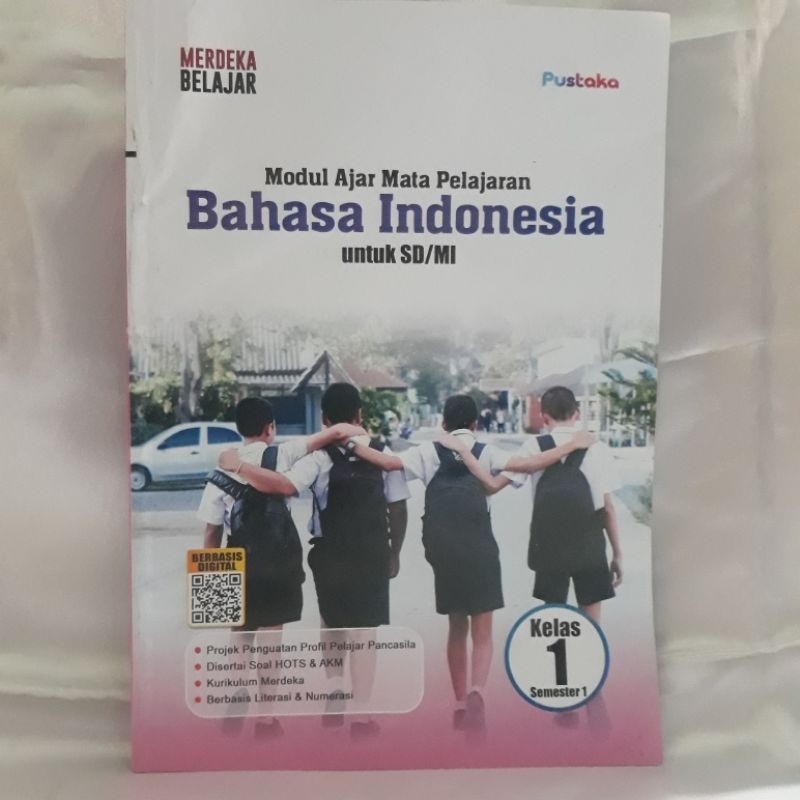 MERDEKA
BELAJAR
Pustaka
Modul Ajar Mata Pelajaran
Bahasa Indonesia
untuk SD/MI
BERBASIS
DIGITAL
• Projek Penguatan Profil Pelajar Pancasila
• Disertai Soal HOTS & AKM
• Kurikulum Merdeka
• Berbasis Literasi & Numerasi
Kelas
1
Semester 1